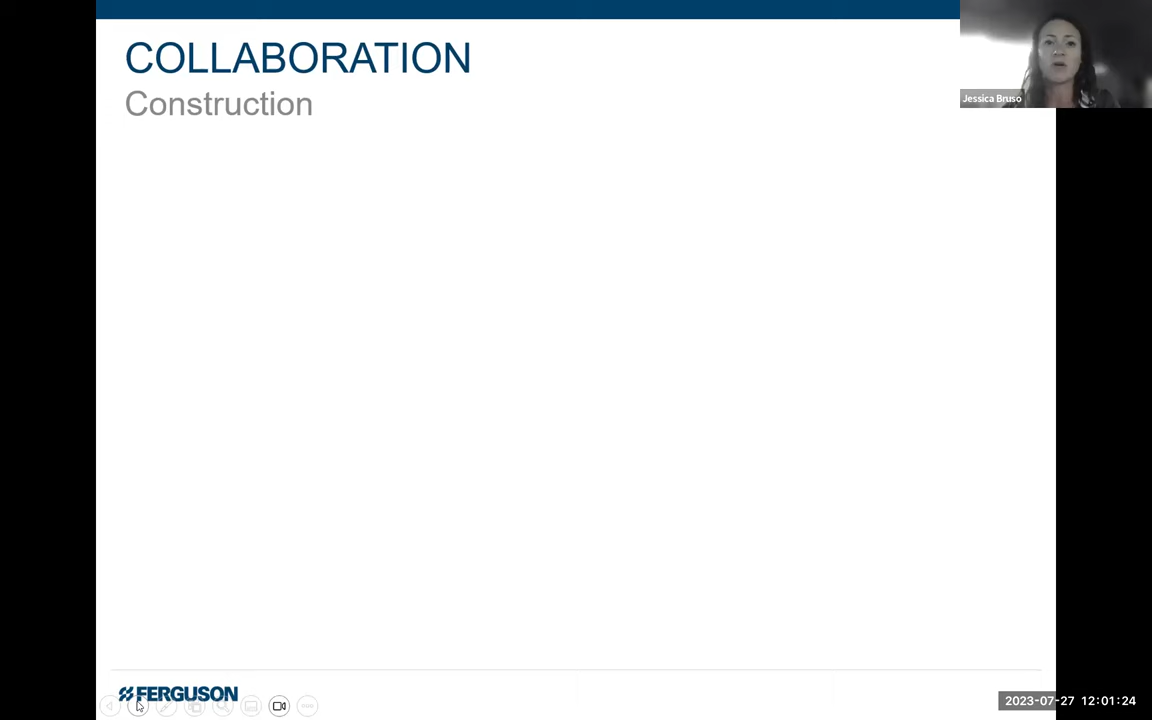 COLLABORATION
Construction
Jessica Bruso
FERGUSON
2023-07-27 12:01:24